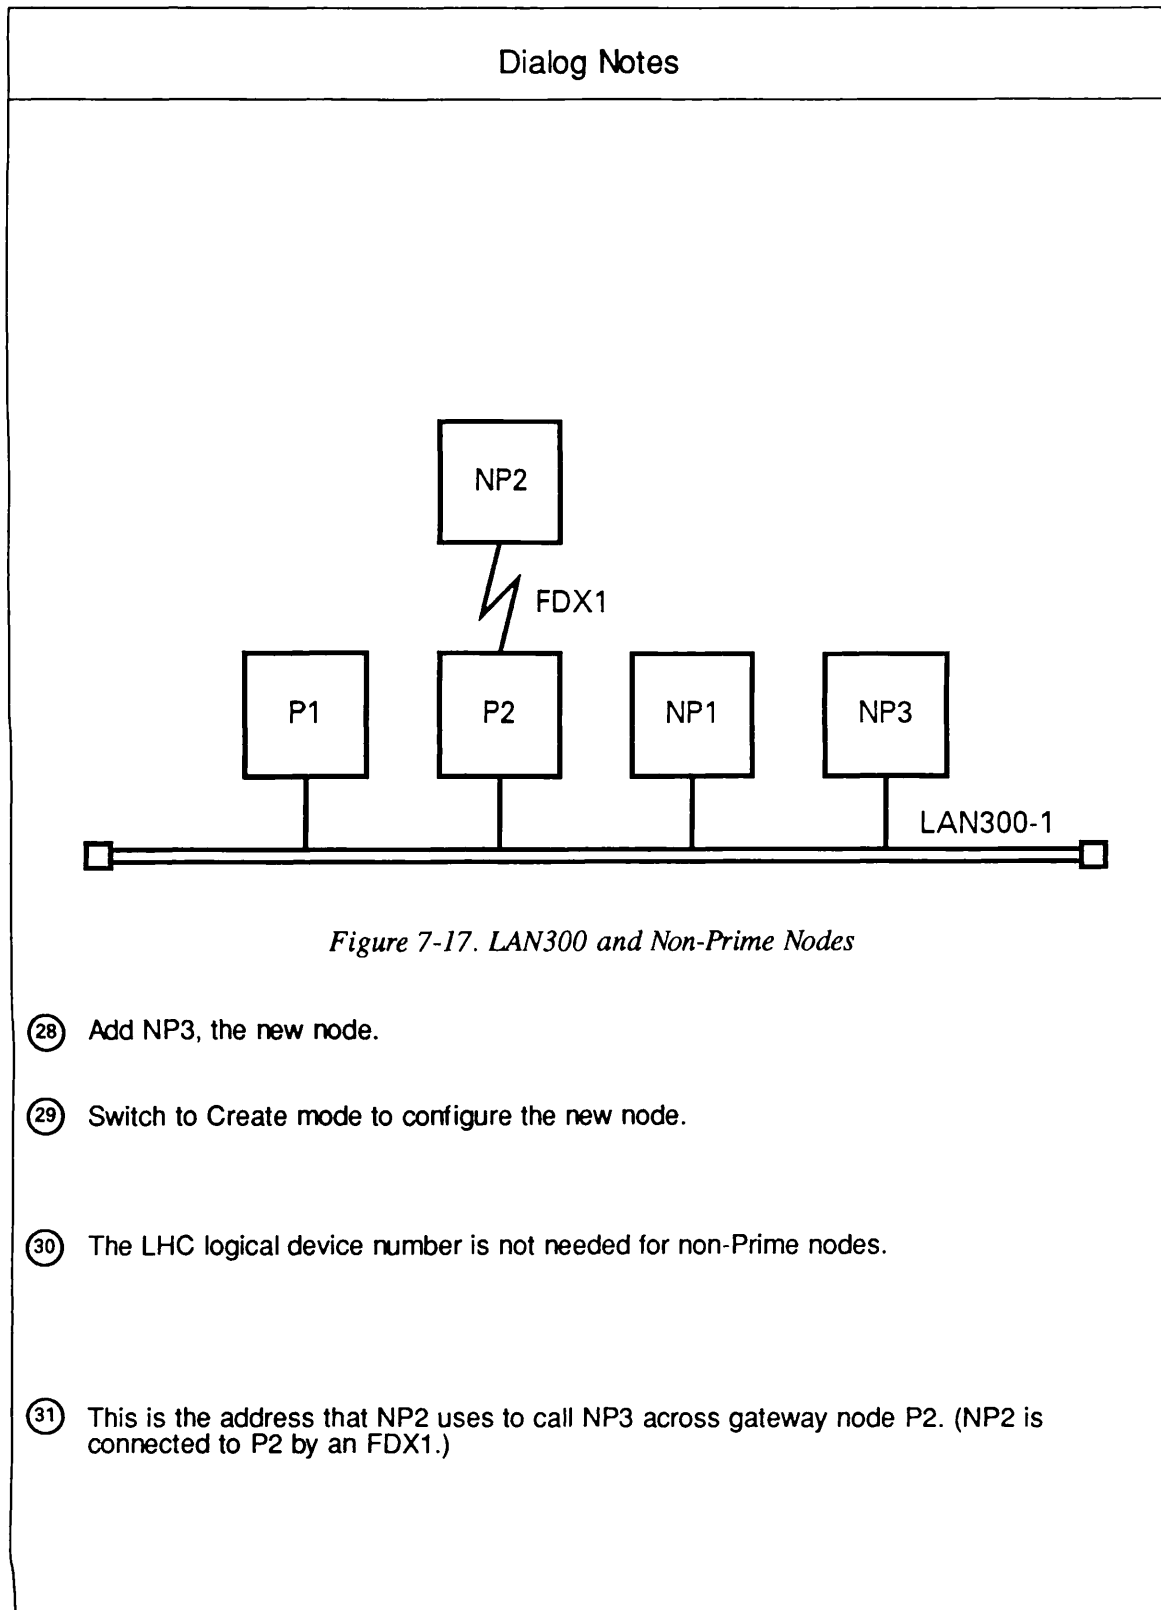 Dialog Notes
NP2
FDX1
P1
P2
NP1
NP3
LAN300-1
Figure 7-17. LAN300 and Non-Prime Nodes
28 Add NP3, the new node.
29 Switch to Create mode to configure the new node.
30 The LHC logical device number is not needed for non-Prime nodes.
31 This is the address that NP2 uses to call NP3 across gateway node P2. (NP2 is
connected to P2 by an FDX1.)